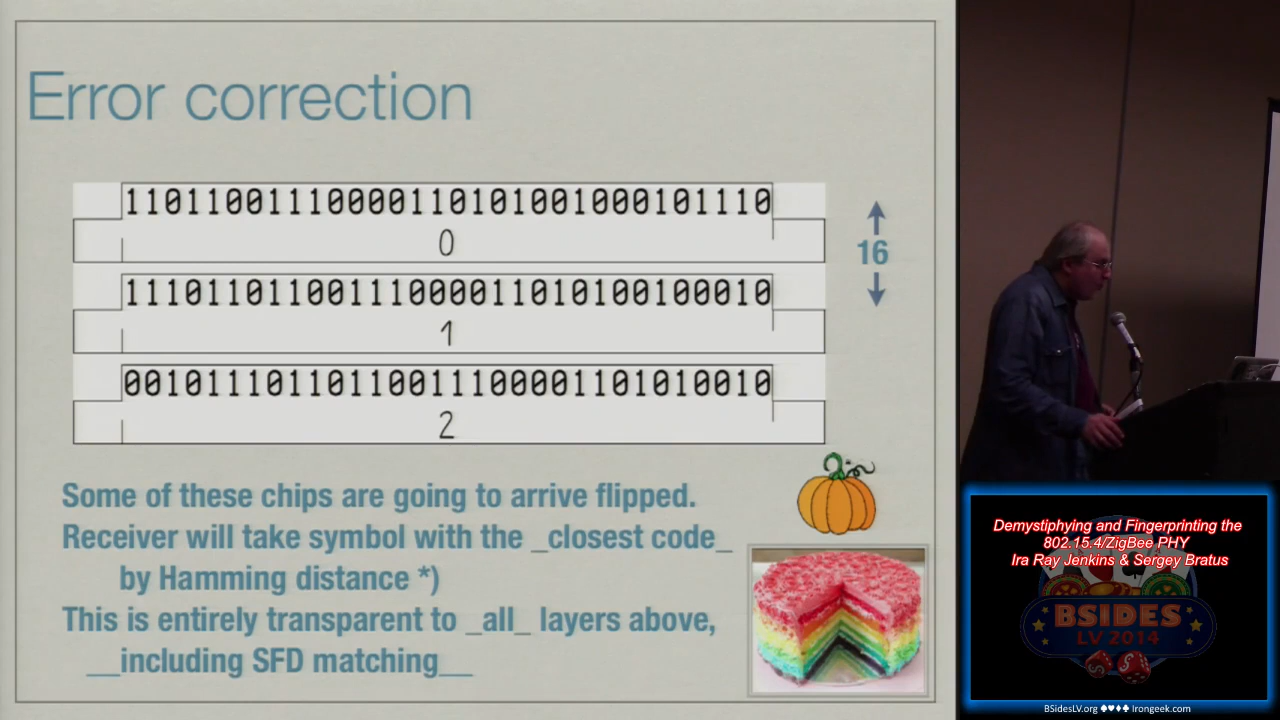 Error correction
11011001110000110101001000101110
0
16
11101101100111000011010100100010
1
00101110110110011100001101010010
2
Some of these chips are going to arrive flipped.
Receiver will take symbol with the _closest code_
by Hamming distance *)
This is entirely transparent to _all_ layers above,
__including SFD matching__
Demystiphying and Fingerprinting the
802.15.4/ZigBee PHY
Ira Ray Jenkins & Sergey Bratus
BSIDES
LV 2014
BSidesLV.org ♠♥♦♣ Irongeek.com